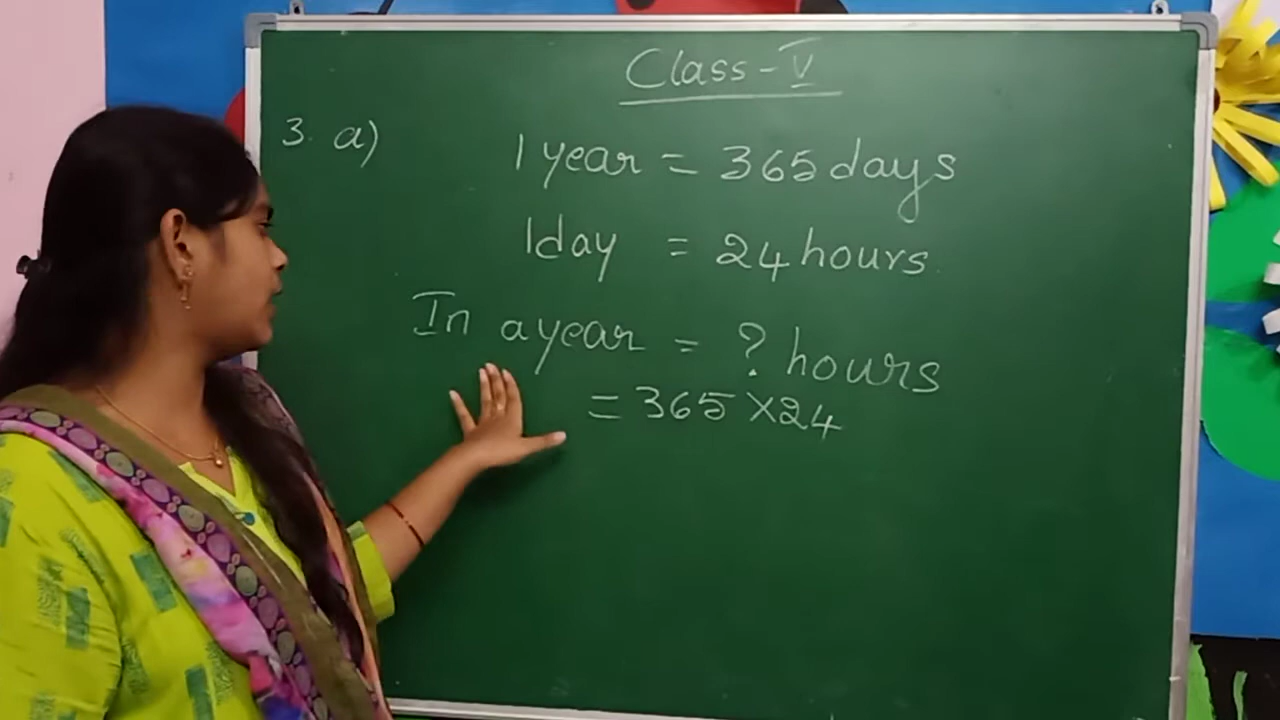 Class - V
3. a) 1 year = 365 days
1 day = 24 hours
In a year = ? hours
= 365 × 24